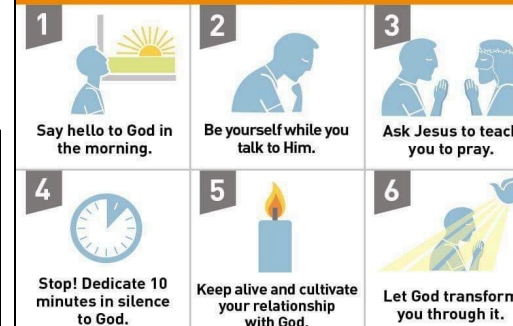 1
Say hello to God in
the morning.
2
Be yourself while you
talk to Him.
3
Ask Jesus to teach
you to pray.
4
Stop! Dedicate 10
minutes in silence
to God.
5
Keep alive and cultivate
your relationship
with God.
6
Let God transform
you through it.